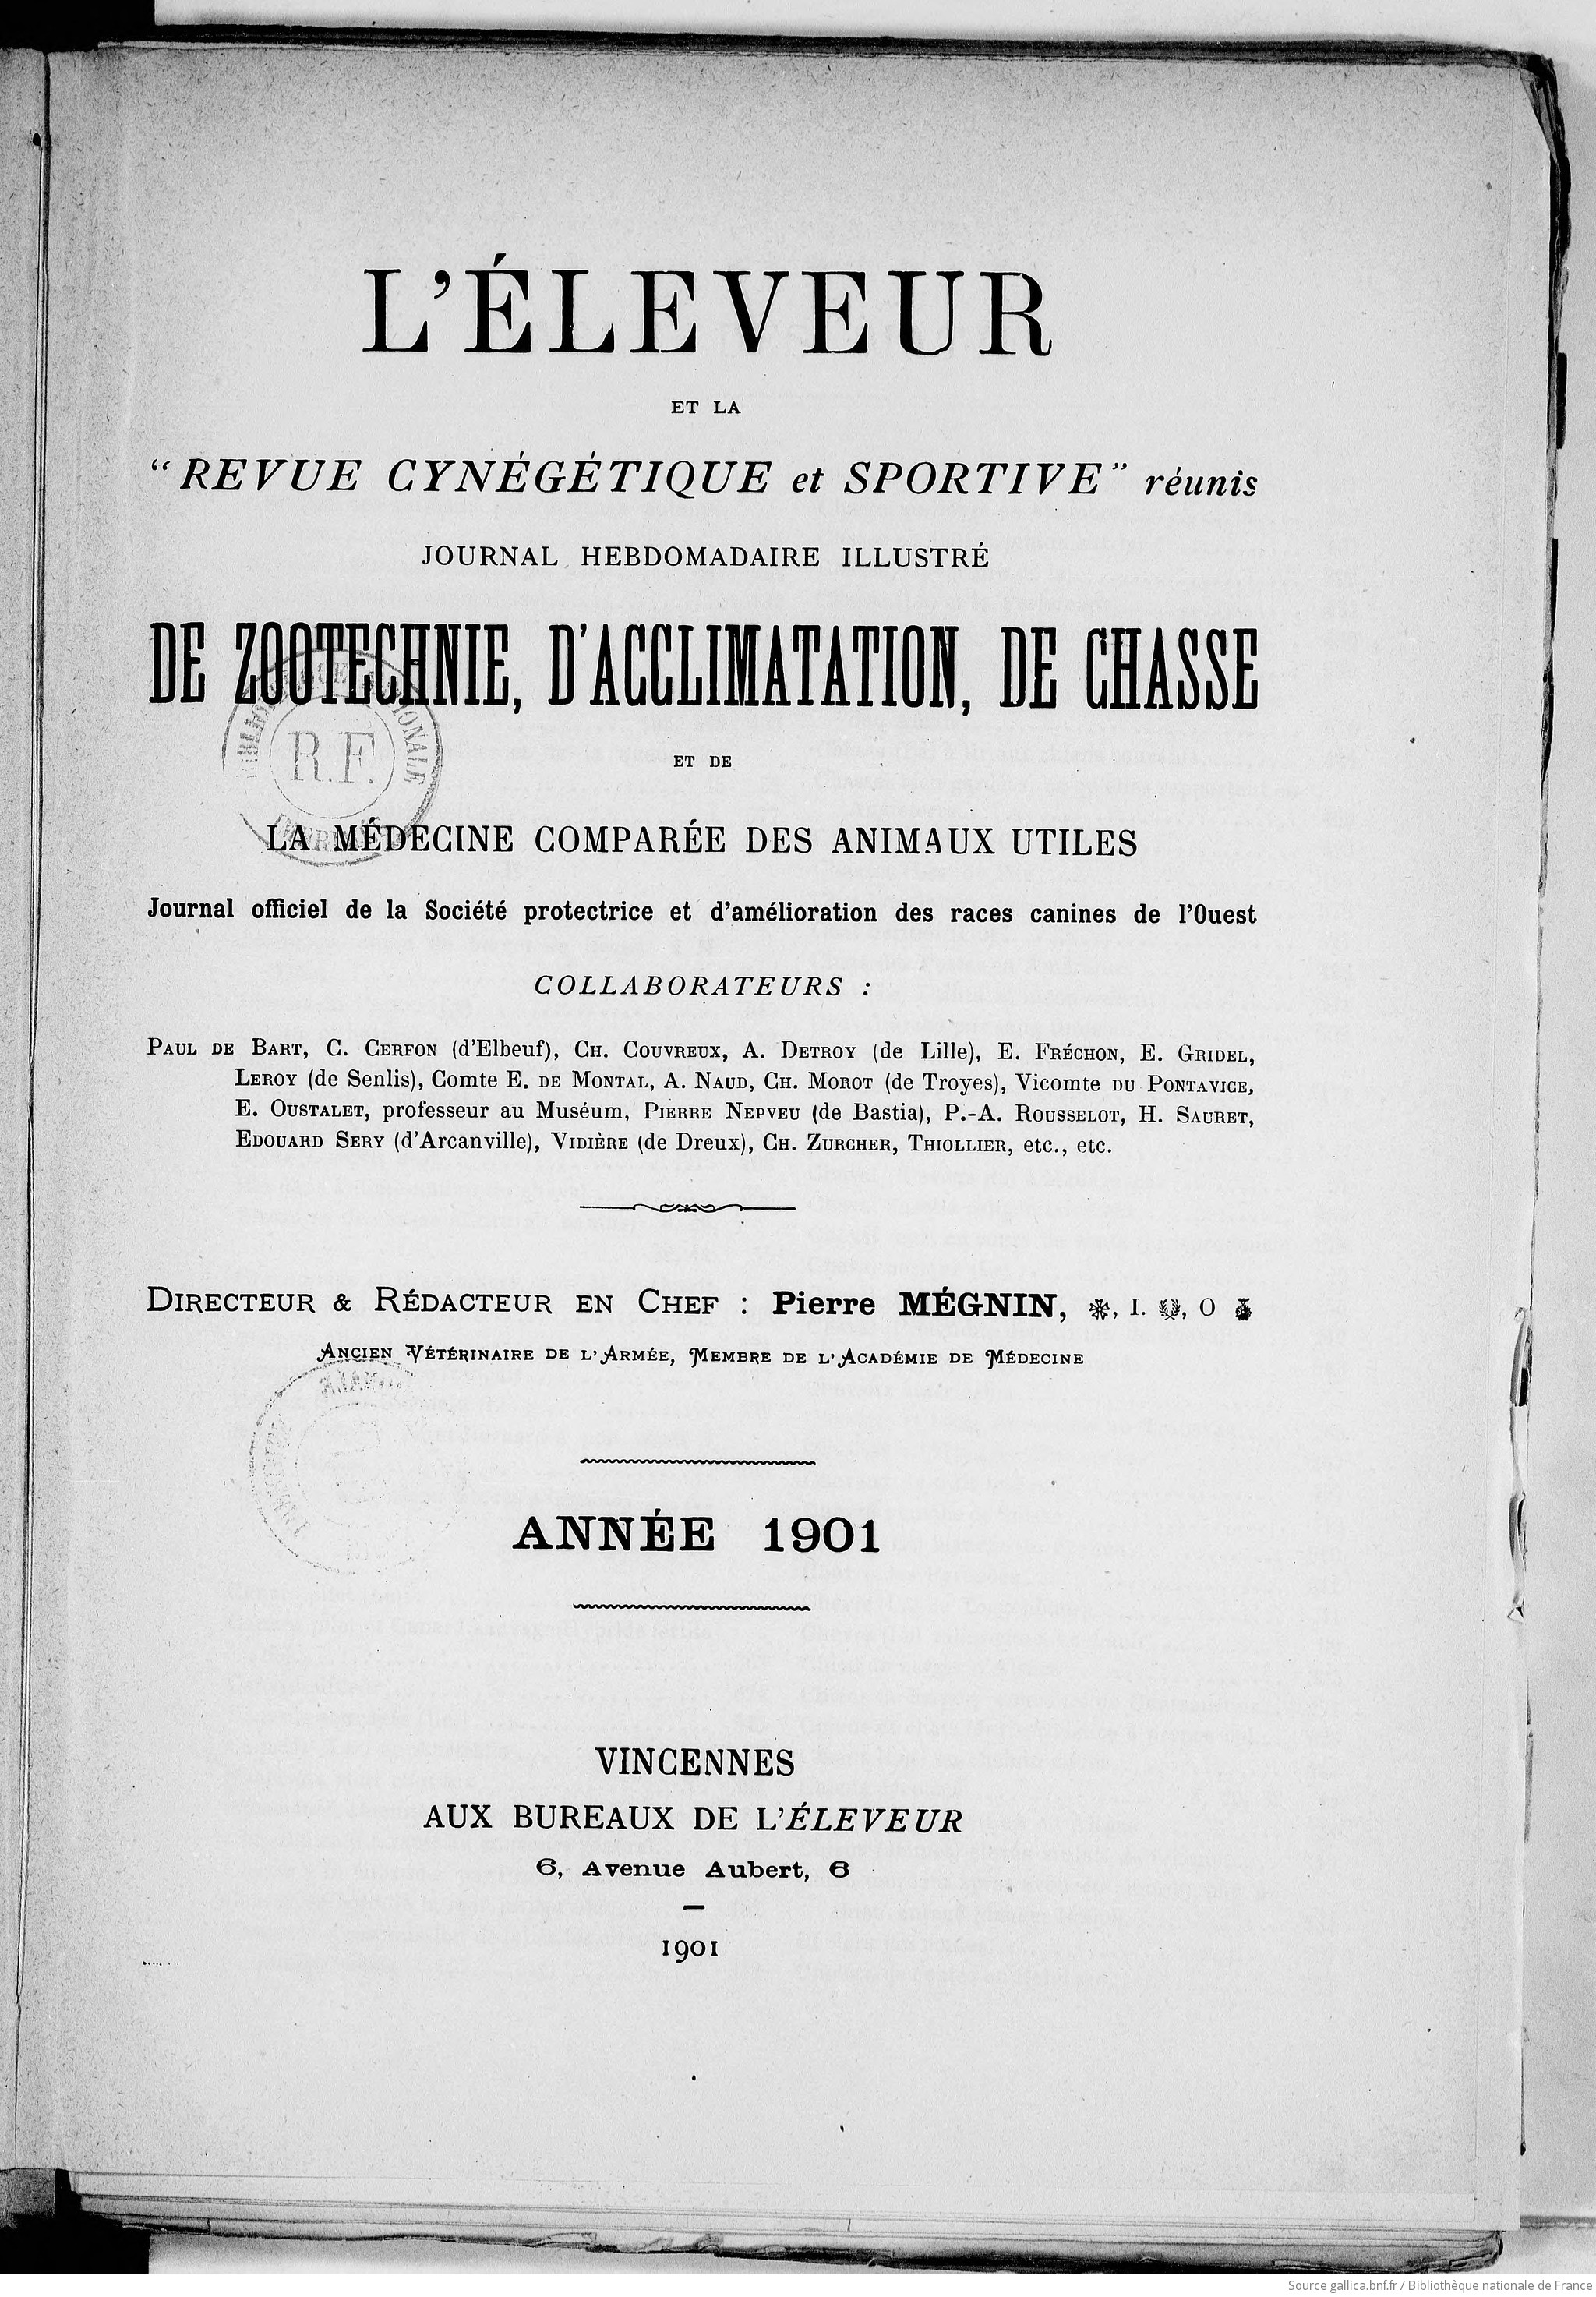 L'ÉLEVEUR
ET LA
“REVUE CYNÉGÉTIQUE et SPORTIVE” réunis
JOURNAL HEBDOMADAIRE ILLUSTRÉ
DE ZOOTECHNIE, D'ACCLIMATATION, DE CHASSE
R.F.
ET DE
LA MÉDECINE COMPARÉE DES ANIMAUX UTILES
Journal officiel de la Société protectrice et d'amélioration des races canines de l'Ouest
COLLABORATEURS :
PAUL DE BART, C. CERFON (d'Elbeuf), CH. COUVREUX, A. DETROY (de Lille), E. FRÉCHON, E. GRIDEL,
LEROY (de Senlis), Comte E. DE MONTAL, A. NAUD, CH. MOROT (de Troyes), Vicomte DU PONTAVICE,
E. OUSTALET, professeur au Muséum, PIERRE NEPVEU (de Bastia), P.-A. ROUSSELOT, H. SAURET,
EDOUARD SERY (d'Arcanville), VIDIÈRE (de Dreux), CH. ZURCHER, THIOLLIER, etc., etc.
DIRECTEUR & RÉDACTEUR EN CHEF : Pierre MÉGNIN, ✠, I. , O
ANCIEN VÉTÉRINAIRE DE L'ARMÉE, MEMBRE DE L'ACADÉMIE DE MÉDECINE
ANNÉE 1901
VINCENNES
AUX BUREAUX DE L'ÉLEVEUR
6, Avenue Aubert, 6
1901
Source gallica.bnf.fr / Bibliothèque nationale de France